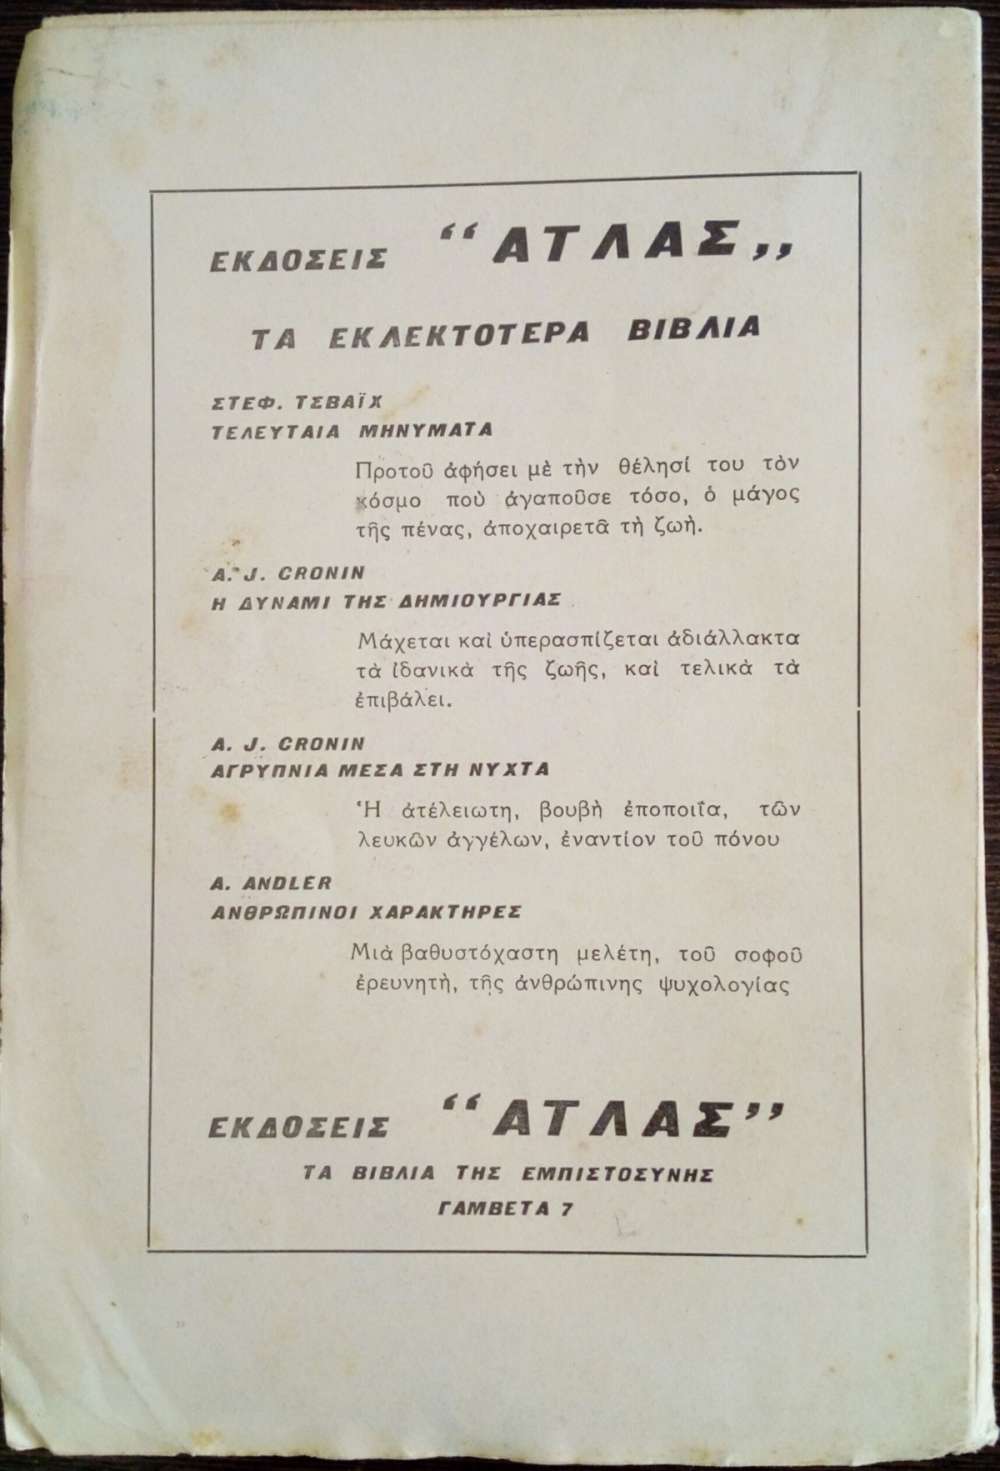 ΕΚΔΟΣΕΙΣ “ΑΤΛΑΣ„
ΤΑ ΕΚΛΕΚΤΟΤΕΡΑ ΒΙΒΛΙΑ
ΣΤΕΦ. ΤΣΒΑΪΧ
ΤΕΛΕΥΤΑΙΑ ΜΗΝΥΜΑΤΑ
Προτοῦ ἀφήσει μὲ τὴν θέλησί του τὸν
κόσμο ποὺ ἀγαποῦσε τόσο, ὁ μάγος
τῆς πένας, ἀποχαιρετᾶ τὴ ζωὴ.
A. J. CRONIN
Η ΔΥΝΑΜΙ ΤΗΣ ΔΗΜΙΟΥΡΓΙΑΣ
Μάχεται καὶ ὑπερασπίζεται ἀδιάλλακτα
τὰ ἰδανικὰ τῆς ζωῆς, καὶ τελικὰ τὰ
ἐπιβάλει.
A. J. CRONIN
ΑΓΡΥΠΝΙΑ ΜΕΣΑ ΣΤΗ ΝΥΧΤΑ
Ἡ ἀτέλειωτη, βουβὴ ἐποποιΐα, τῶν
λευκῶν ἀγγέλων, ἐναντίον τοῦ πόνου
A. ANDLER
ΑΝΘΡΩΠΙΝΟΙ ΧΑΡΑΚΤΗΡΕΣ
Μιὰ βαθυστόχαστη μελέτη, τοῦ σοφοῦ
ἐρευνητὴ, τῆς ἀνθρώπινης ψυχολογίας
ΕΚΔΟΣΕΙΣ “ΑΤΛΑΣ”
ΤΑ ΒΙΒΛΙΑ ΤΗΣ ΕΜΠΙΣΤΟΣΥΝΗΣ
ΓΑΜΒΕΤΑ 7